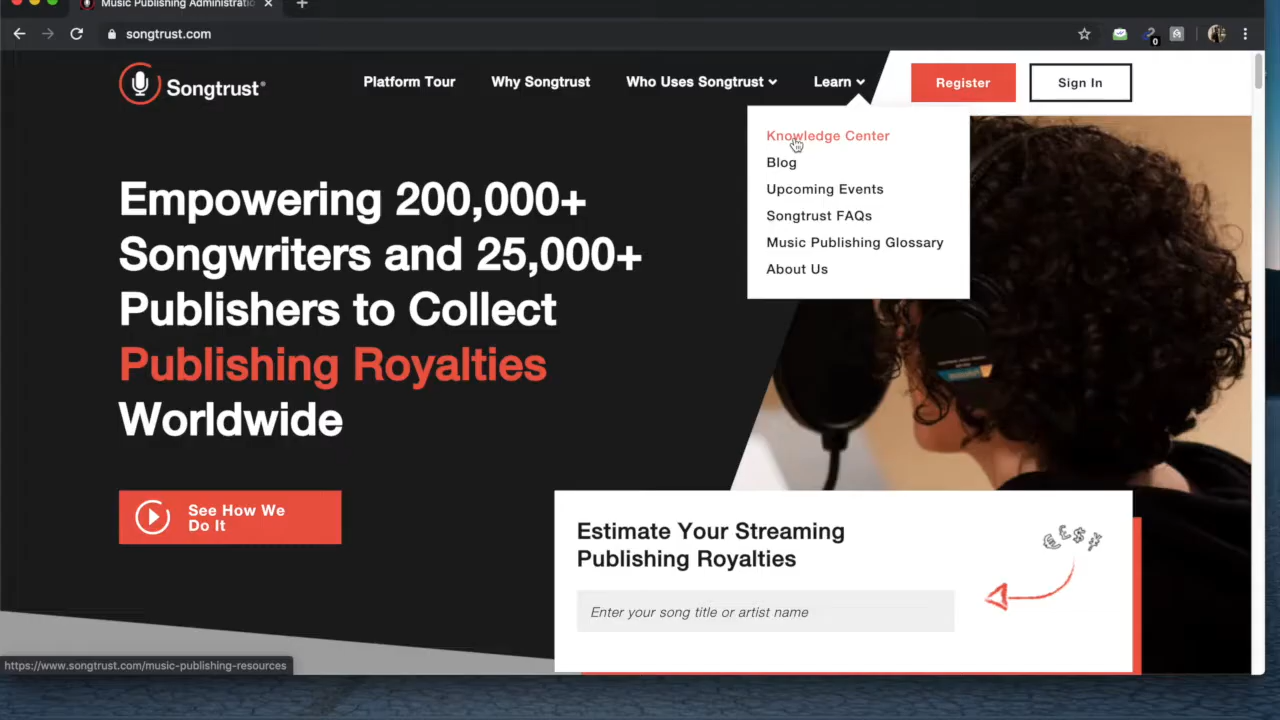 Music Publishing Administratio
songtrust.com
0
Songtrust®
Platform Tour
Why Songtrust
Who Uses Songtrust
Learn
Register
Sign In
Knowledge Center
Blog
Upcoming Events
Songtrust FAQs
Music Publishing Glossary
About Us
Empowering 200,000+
Songwriters and 25,000+
Publishers to Collect
Publishing Royalties
Worldwide
See How We
Do It
Estimate Your Streaming
Publishing Royalties
€£$
Enter your song title or artist name
https://www.songtrust.com/music-publishing-resources